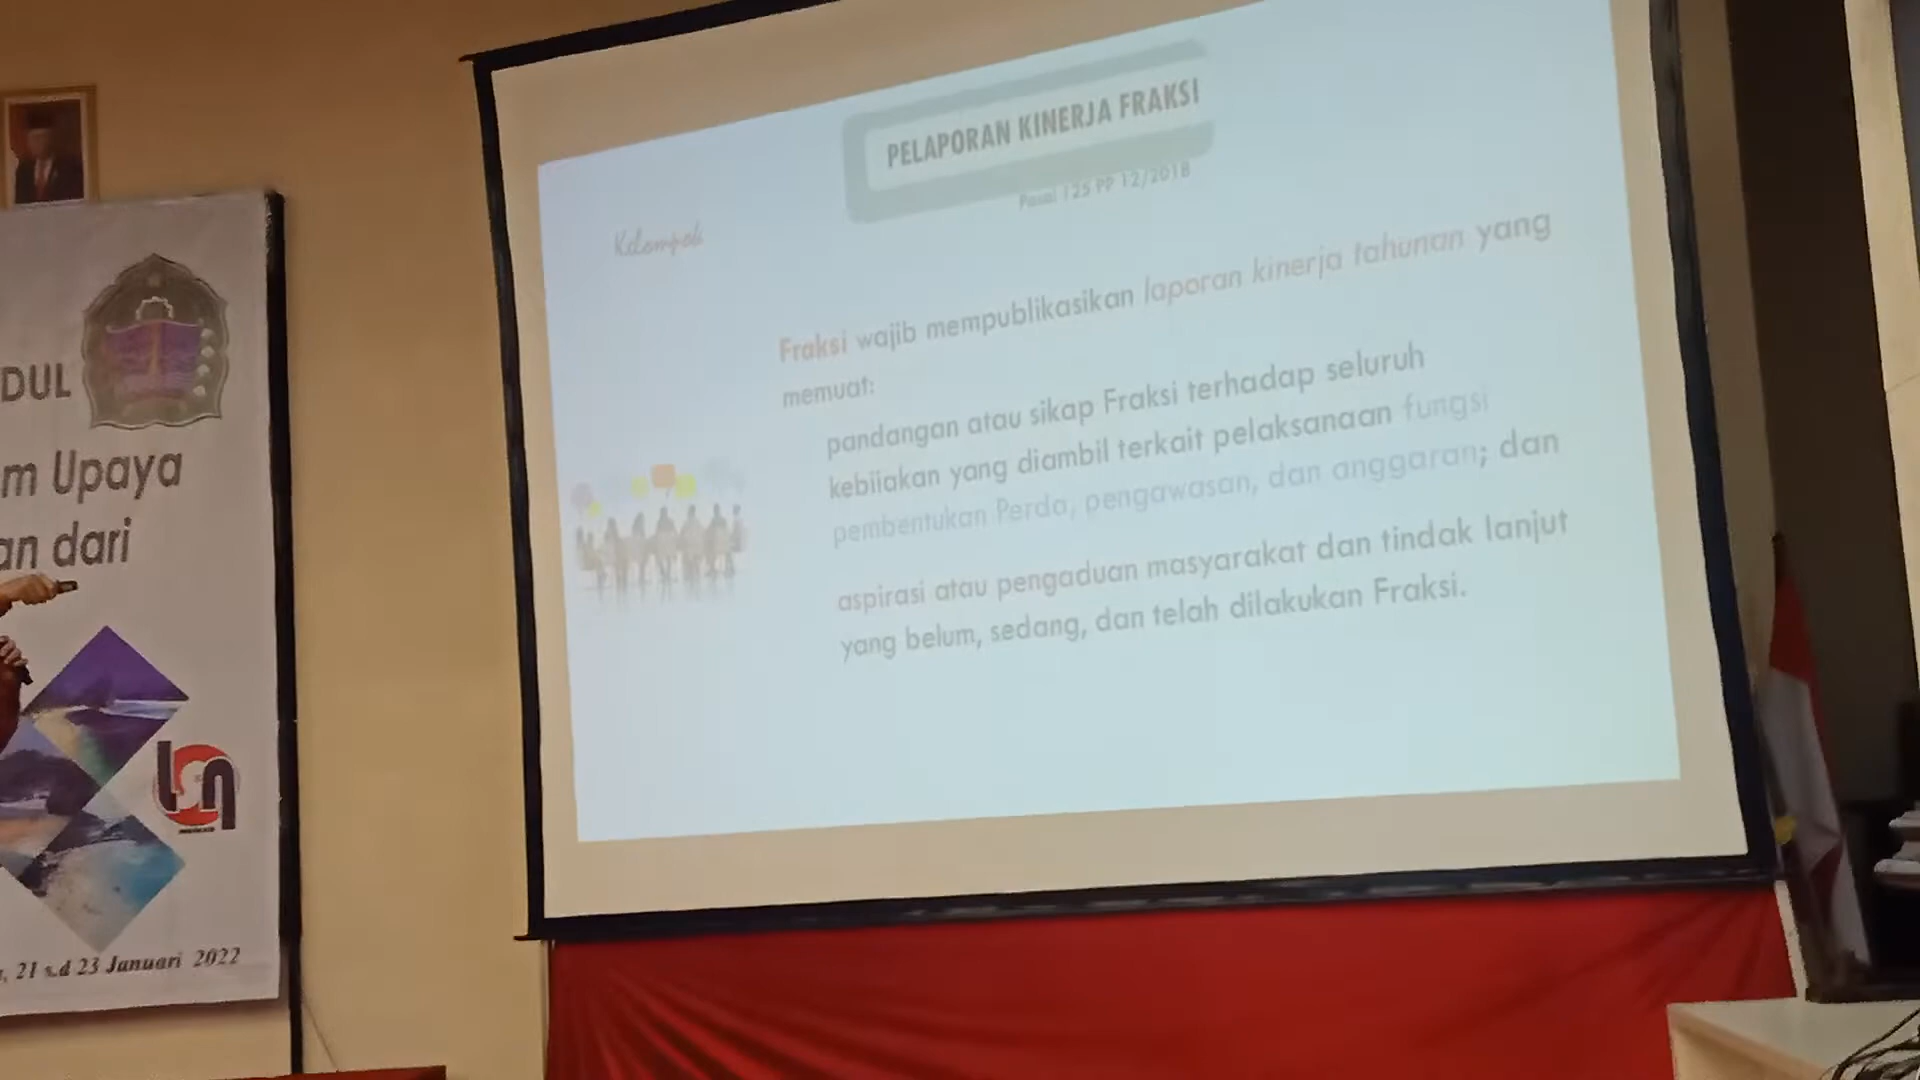 DUL
m Upaya
an dari
21 s.d 23 Januari 2022
lsn
PELAPORAN KINERJA FRAKSI
Pasal 125 PP 12/2018
Kelompok
Fraksi wajib mempublikasikan laporan kinerja tahunan yang
memuat:
pandangan atau sikap Fraksi terhadap seluruh
kebiiakan yang diambil terkait pelaksanaan fungsi
pembentukan Perda, pengawasan, dan anggaran; dan
aspirasi atau pengaduan masyarakat dan tindak lanjut
yang belum, sedang, dan telah dilakukan Fraksi.